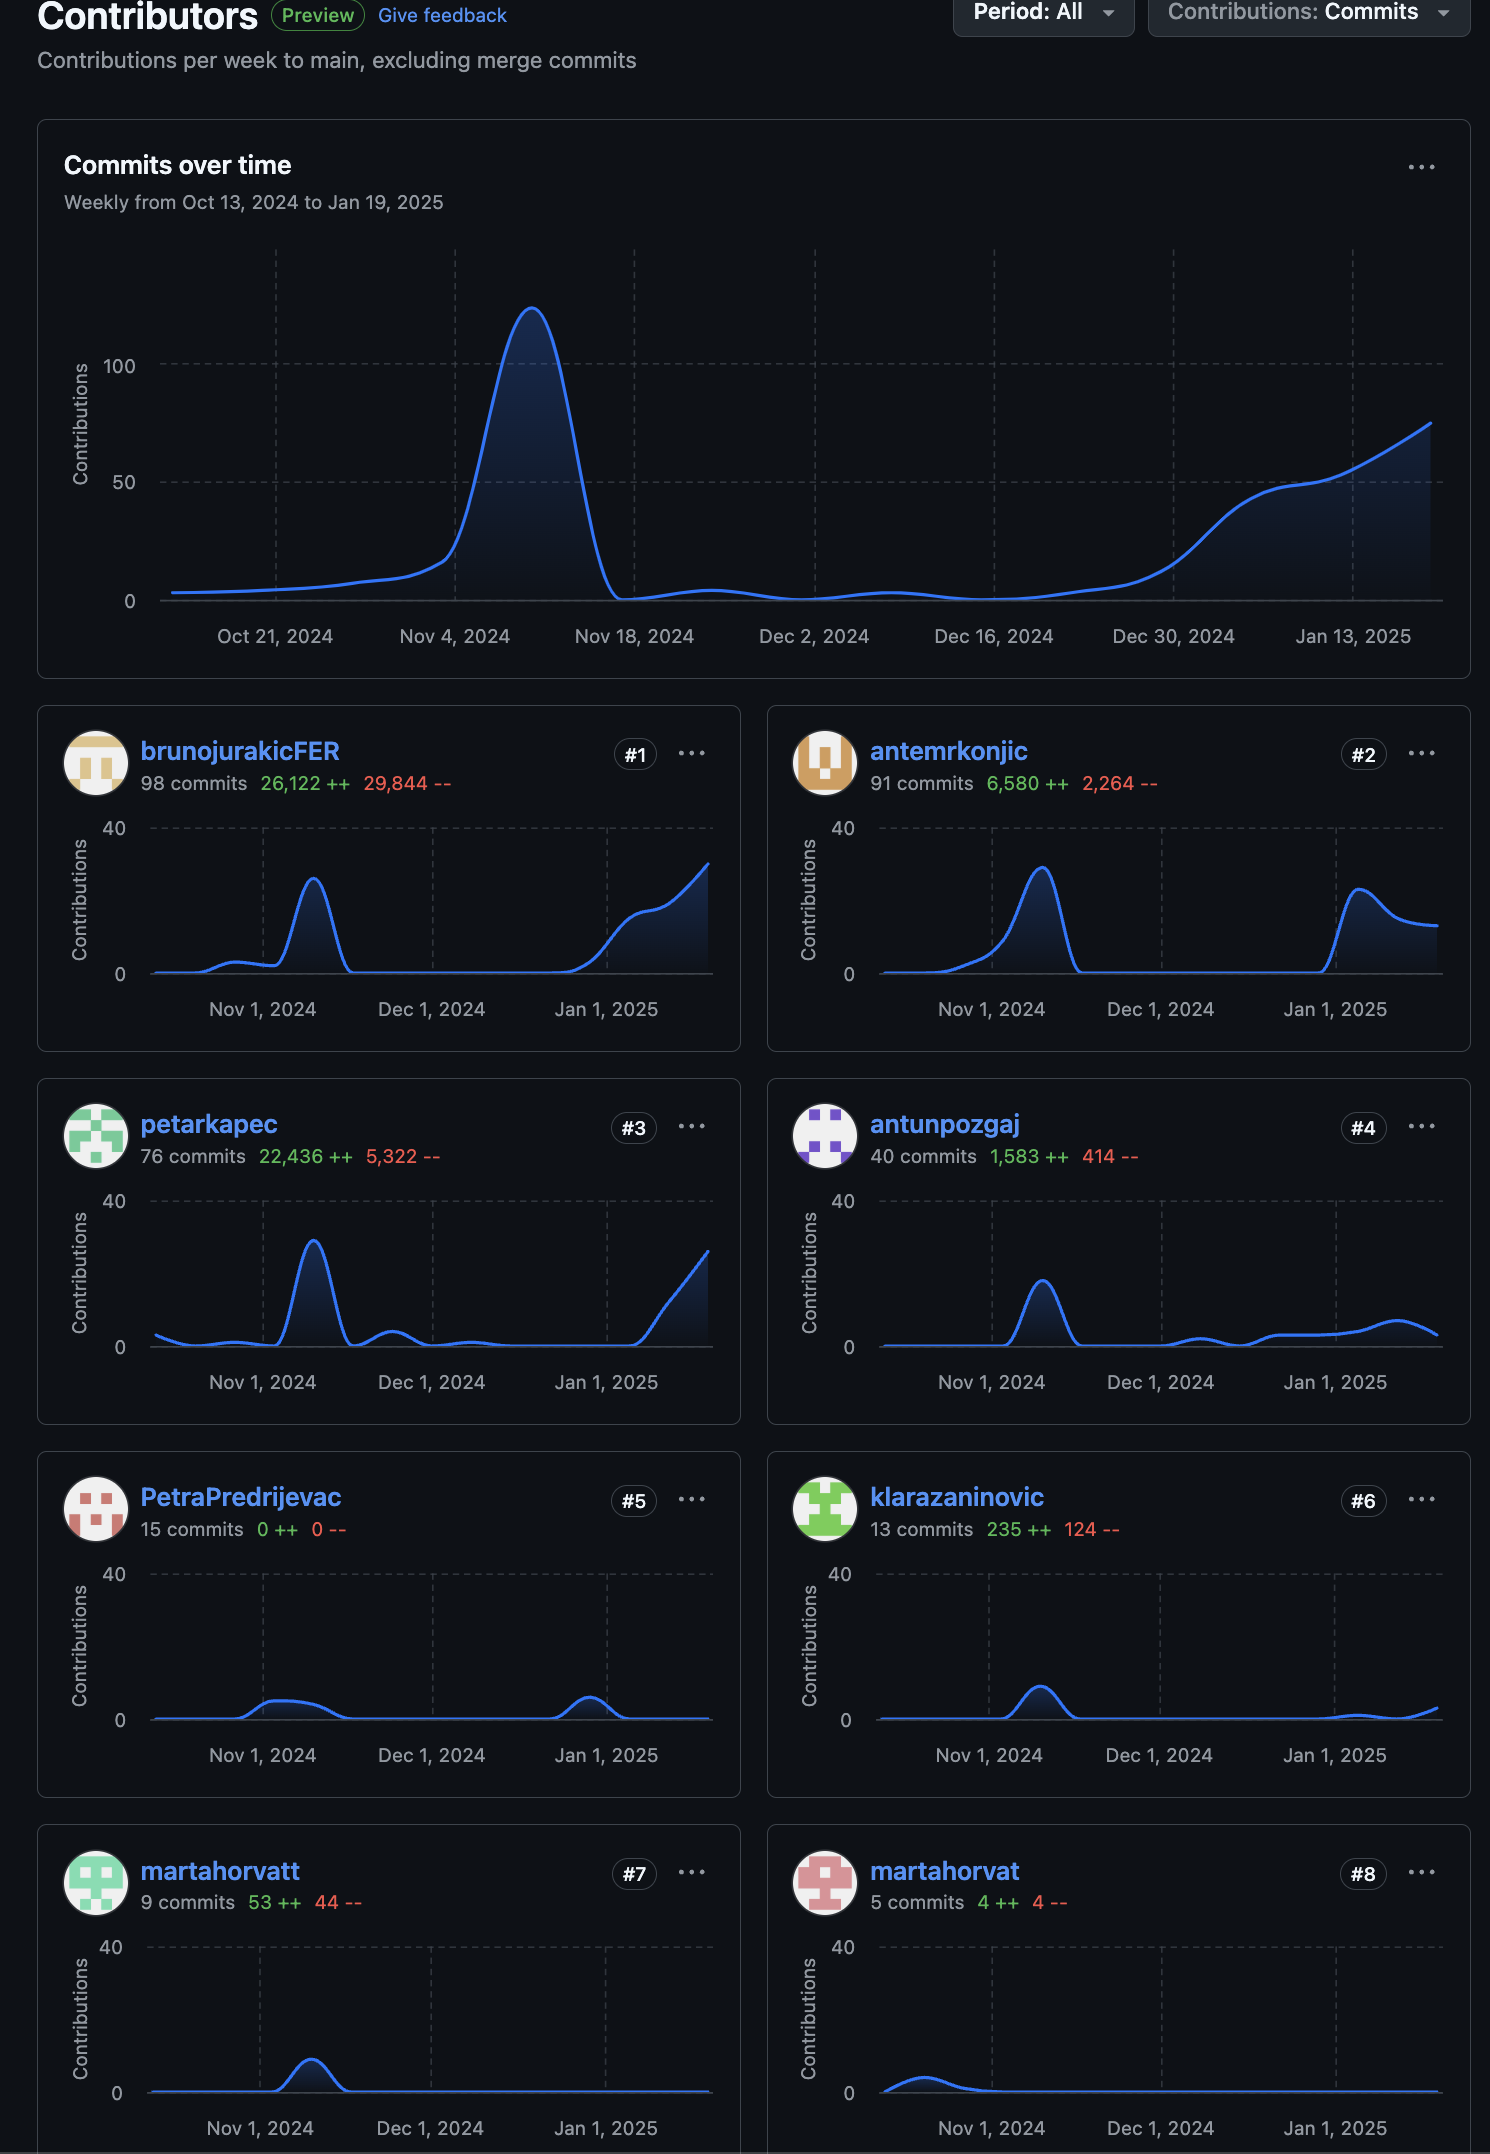 Contributors Preview Give feedback Period: All Contributions: Commits
Contributions per week to main, excluding merge commits
Commits over time
Weekly from Oct 13, 2024 to Jan 19, 2025
Contributions
100
50
0
Oct 21, 2024 Nov 4, 2024 Nov 18, 2024 Dec 2, 2024 Dec 16, 2024 Dec 30, 2024 Jan 13, 2025
brunojurakicFER #1
98 commits 26,122 ++ 29,844 --
Contributions
40
0
Nov 1, 2024 Dec 1, 2024 Jan 1, 2025
antemrkonjic #2
91 commits 6,580 ++ 2,264 --
Contributions
40
0
Nov 1, 2024 Dec 1, 2024 Jan 1, 2025
petarkapec #3
76 commits 22,436 ++ 5,322 --
Contributions
40
0
Nov 1, 2024 Dec 1, 2024 Jan 1, 2025
antunpozgaj #4
40 commits 1,583 ++ 414 --
Contributions
40
0
Nov 1, 2024 Dec 1, 2024 Jan 1, 2025
PetraPredrijevac #5
15 commits 0 ++ 0 --
Contributions
40
0
Nov 1, 2024 Dec 1, 2024 Jan 1, 2025
klarazaninovic #6
13 commits 235 ++ 124 --
Contributions
40
0
Nov 1, 2024 Dec 1, 2024 Jan 1, 2025
martahorvatt #7
9 commits 53 ++ 44 --
Contributions
40
0
Nov 1, 2024 Dec 1, 2024 Jan 1, 2025
martahorvat #8
5 commits 4 ++ 4 --
Contributions
40
0
Nov 1, 2024 Dec 1, 2024 Jan 1, 2025